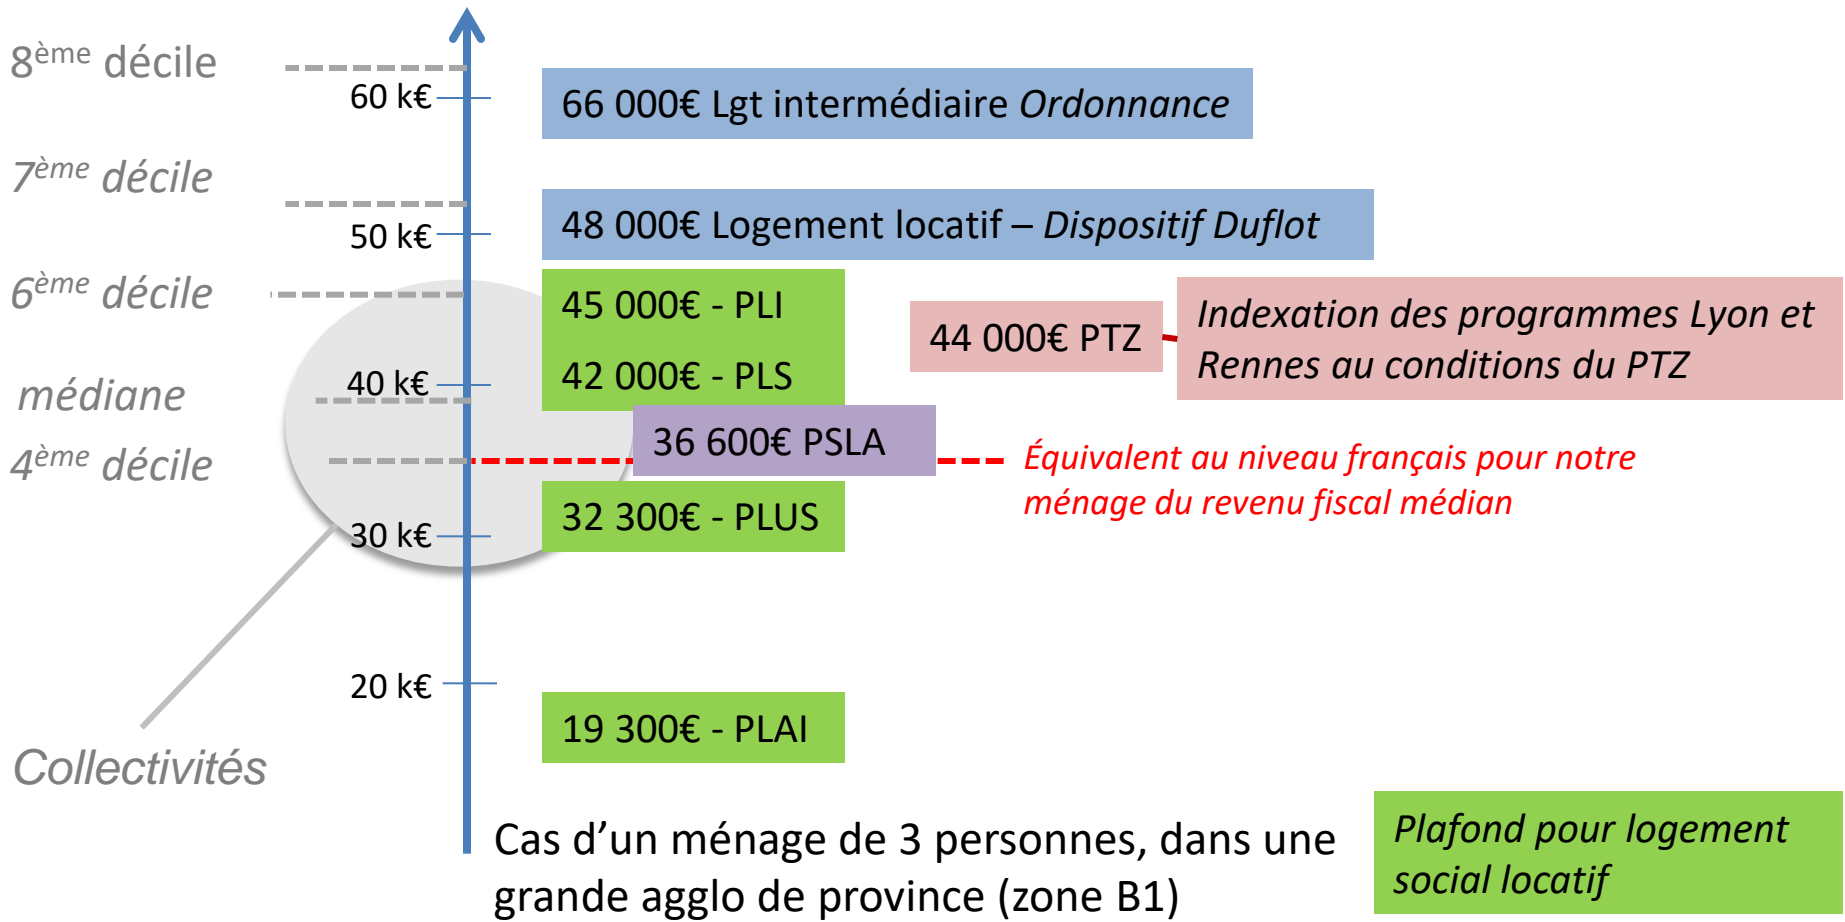 8ème décile
60 k€
66 000€ Lgt intermédiaire Ordonnance
7ème décile
50 k€
48 000€ Logement locatif – Dispositif Duflot
6ème décile
45 000€ - PLI
44 000€ PTZ
Indexation des programmes Lyon et
Rennes au conditions du PTZ
42 000€ - PLS
40 k€
médiane
36 600€ PSLA
4ème décile
Équivalent au niveau français pour notre
ménage du revenu fiscal médian
32 300€ - PLUS
30 k€
20 k€
19 300€ - PLAI
Collectivités
Cas d’un ménage de 3 personnes, dans une
grande agglo de province (zone B1)
Plafond pour logement
social locatif